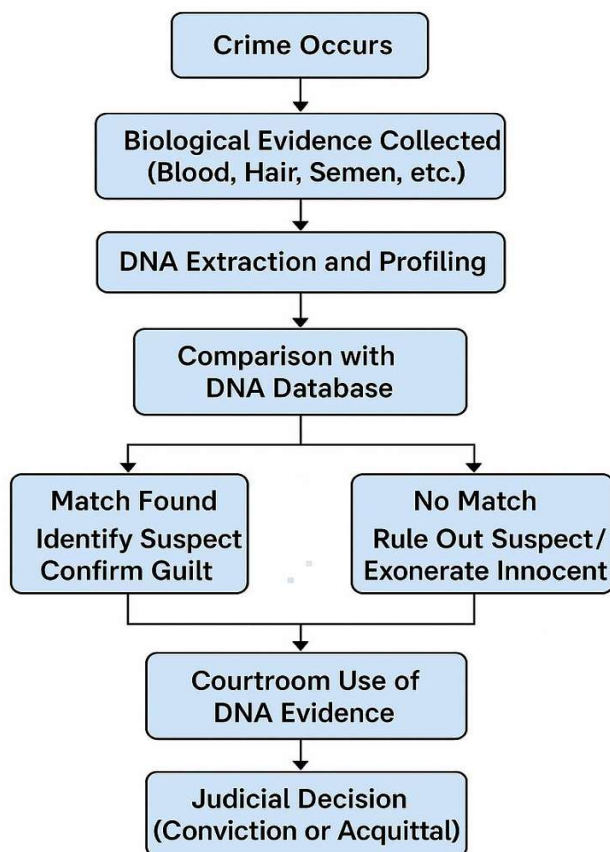 Crime Occurs
Biological Evidence Collected
(Blood, Hair, Semen, etc.)
DNA Extraction and Profiling
Comparison with
DNA Database
Match Found
Identify Suspect
Confirm Guilt
No Match
Rule Out Suspect/
Exonerate Innocent
Courtroom Use of
DNA Evidence
Judicial Decision
(Conviction or Acquittal)